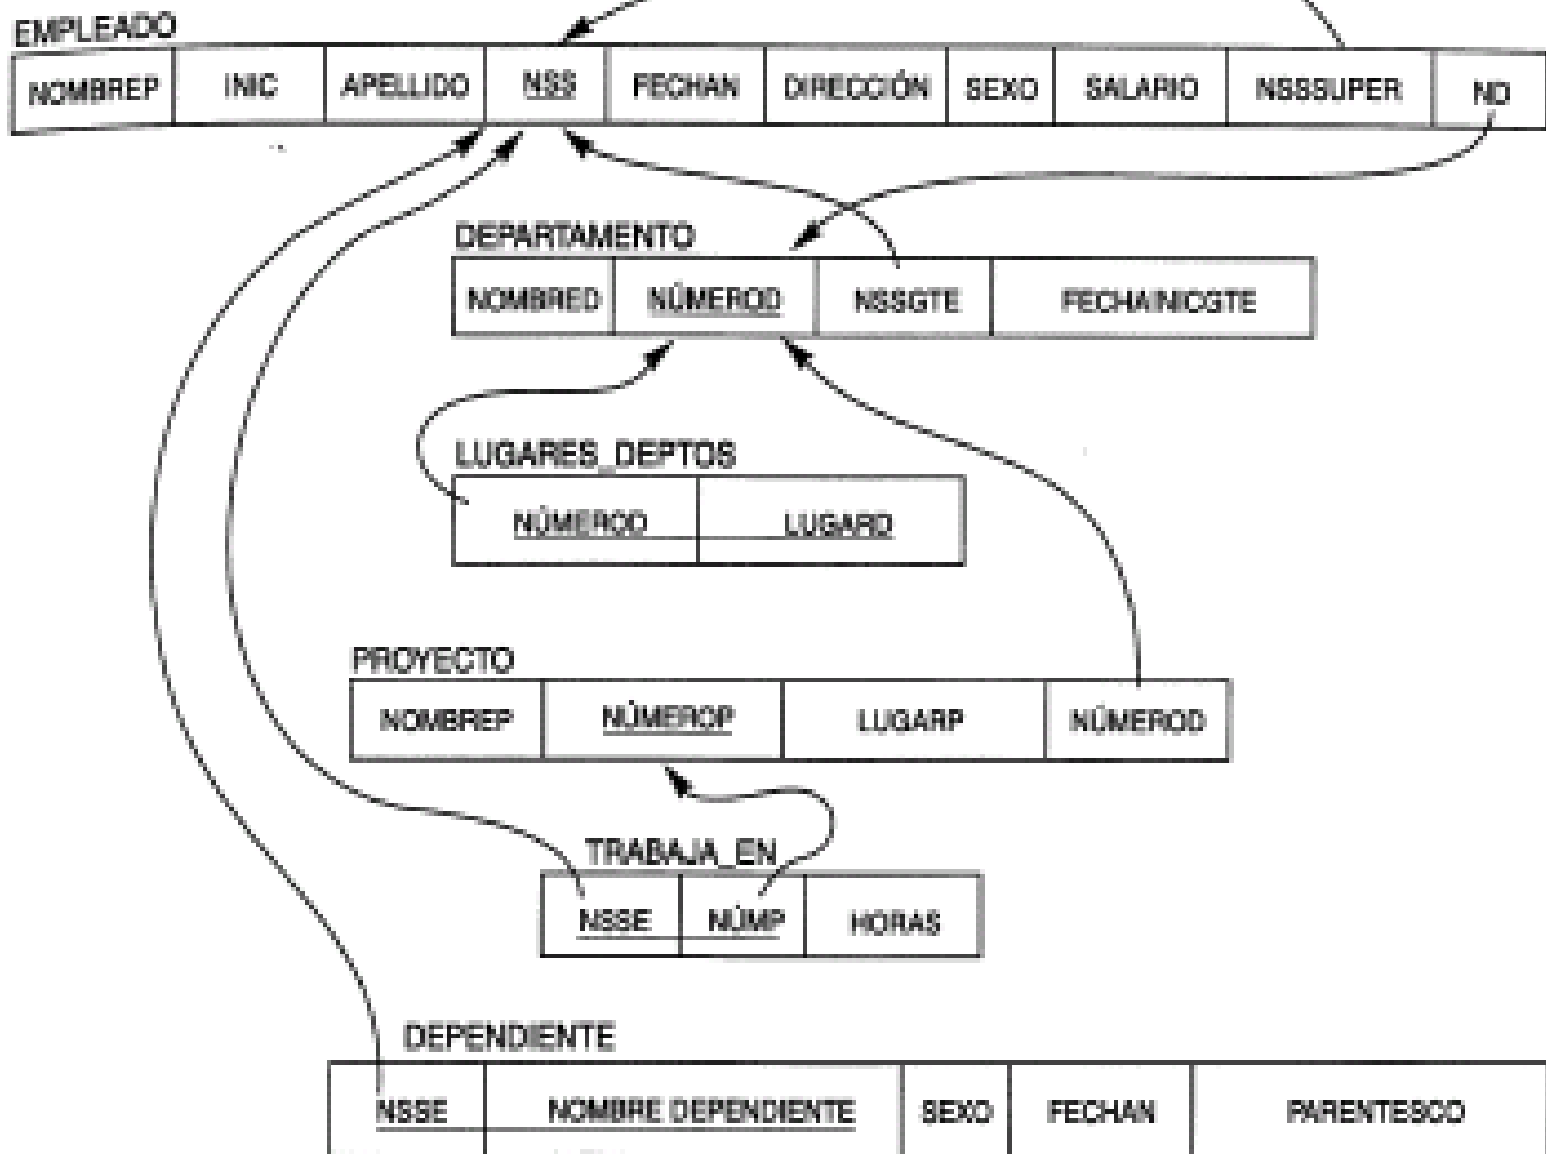 EMPLEADO
NOMBREP INIC APELLIDO NSS FECHAN DIRECCIÓN SEXO SALARIO NSSSUPER ND
DEPARTAMENTO
NOMBRED NÚMEROD NSSGTE FECHAINICGTE
LUGARES_DEPTOS
NÚMEROD LUGARD
PROYECTO
NOMBREP NÚMEROP LUGARP NÚMEROD
TRABAJA_EN
NSSE NÚMP HORAS
DEPENDIENTE
NSSE NOMBRE DEPENDIENTE SEXO FECHAN PARENTESCO